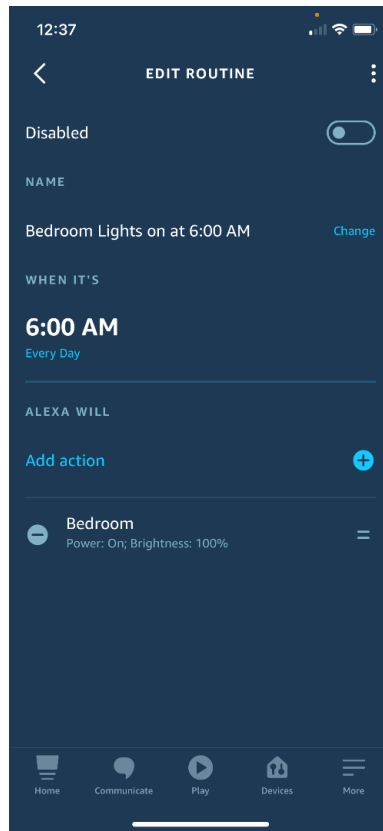 12:37
EDIT ROUTINE
Disabled
NAME
Bedroom Lights on at 6:00 AM
Change
WHEN IT'S
6:00 AM
Every Day
ALEXA WILL
Add action
Bedroom
Power: On; Brightness: 100%
Home
Communicate
Play
Devices
More